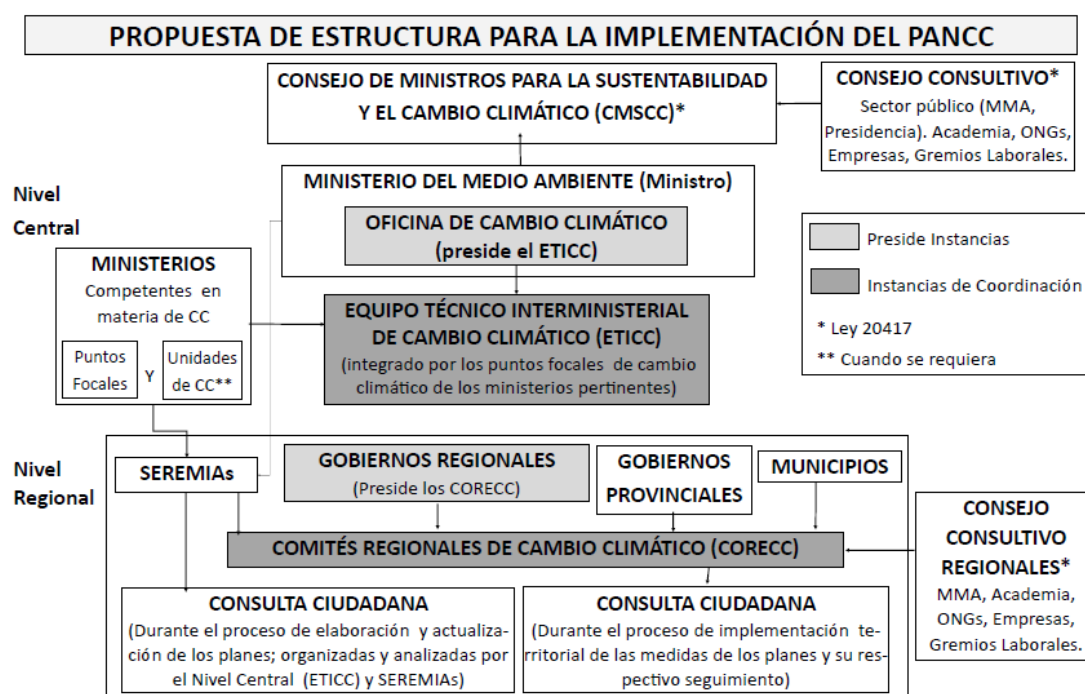 PROPUESTA DE ESTRUCTURA PARA LA IMPLEMENTACIÓN DEL PANCC
CONSEJO DE MINISTROS PARA LA SUSTENTABILIDAD
Y EL CAMBIO CLIMÁTICO (CMSCC)*
CONSEJO CONSULTIVO*
Sector público (MMA,
Presidencia). Academia, ONGs,
Empresas, Gremios Laborales.
Nivel
Central
MINISTERIO DEL MEDIO AMBIENTE (Ministro)
OFICINA DE CAMBIO CLIMÁTICO
(preside el ETICC)
Preside Instancias
Instancias de Coordinación
* Ley 20417
** Cuando se requiera
MINISTERIOS
Competentes en
materia de CC
Puntos
Focales
Y
Unidades
de CC**
EQUIPO TÉCNICO INTERMINISTERIAL
DE CAMBIO CLIMÁTICO (ETICC)
(integrado por los puntos focales de cambio
climático de los ministerios pertinentes)
Nivel
Regional
SEREMIAs
GOBIERNOS REGIONALES
(Preside los CORECC)
GOBIERNOS
PROVINCIALES
MUNICIPIOS
COMITÉS REGIONALES DE CAMBIO CLIMÁTICO (CORECC)
CONSEJO
CONSULTIVO
REGIONALES*
MMA, Academia,
ONGs, Empresas,
Gremios Laborales.
CONSULTA CIUDADANA
(Durante el proceso de elaboración y actualiza-
ción de los planes; organizadas y analizadas por
el Nivel Central (ETICC) y SEREMIAs)
CONSULTA CIUDADANA
(Durante el proceso de implementación te-
rritorial de las medidas de los planes y su res-
pectivo seguimiento)